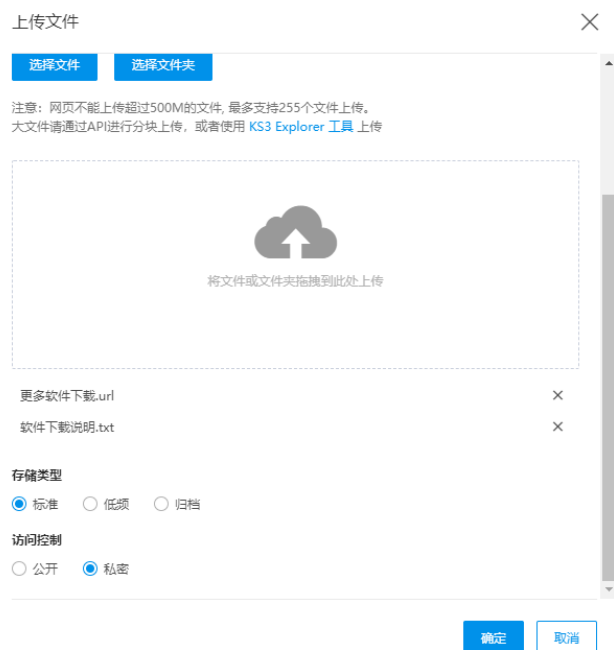 上传文件
选择文件 选择文件夹
注意：网页不能上传超过500M的文件, 最多支持255个文件上传。
大文件请通过API进行分块上传，或者使用 KS3 Explorer 工具 上传
将文件或文件夹拖拽到此处上传
更多软件下载.url
软件下载说明.txt
存储类型
标准 低频 归档
访问控制
公开 私密
确定 取消